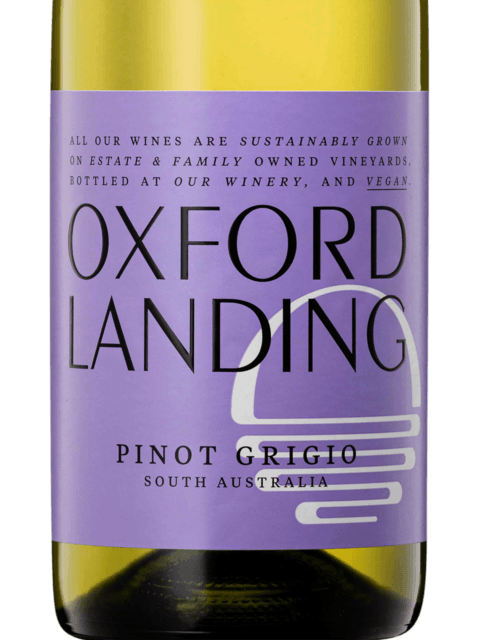 ALL OUR WINES ARE SUSTAINABLY GROWN
ON ESTATE & FAMILY OWNED VINEYARDS,
BOTTLED AT OUR WINERY, AND VEGAN.
OXFORD
LANDING
PINOT GRIGIO
SOUTH AUSTRALIA